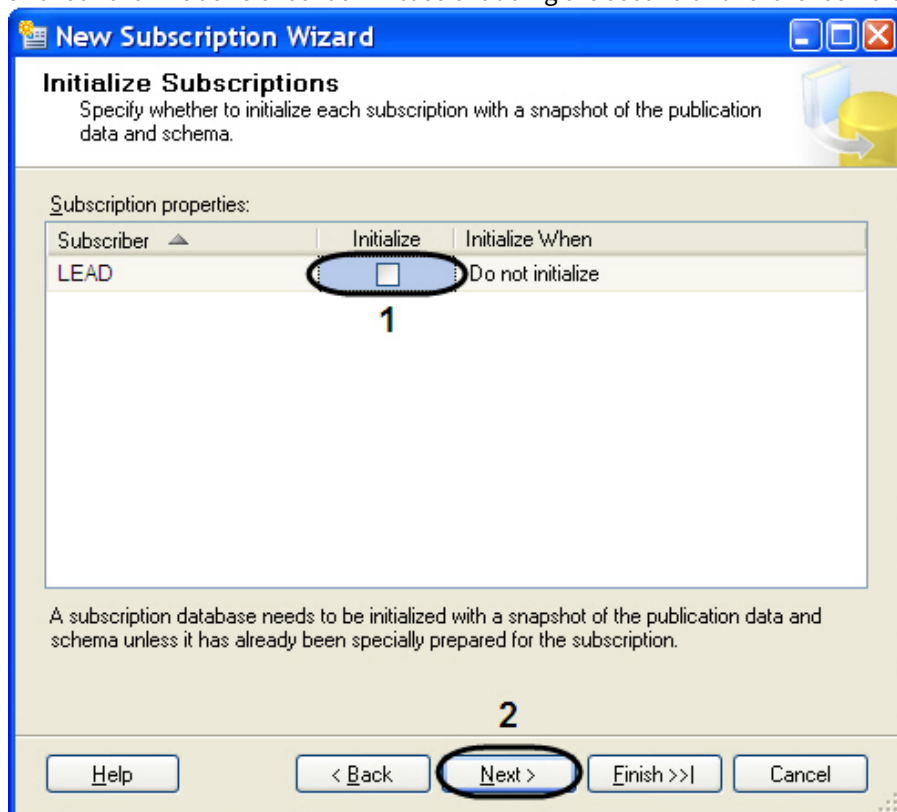 New Subscription Wizard
Initialize Subscriptions
Specify whether to initialize each subscription with a snapshot of the publication
data and schema.
Subscription properties:
Subscriber Initialize Initialize When
LEAD Do not initialize
1
A subscription database needs to be initialized with a snapshot of the publication data and
schema unless it has already been specially prepared for the subscription.
2
Help < Back Next > Finish >>| Cancel